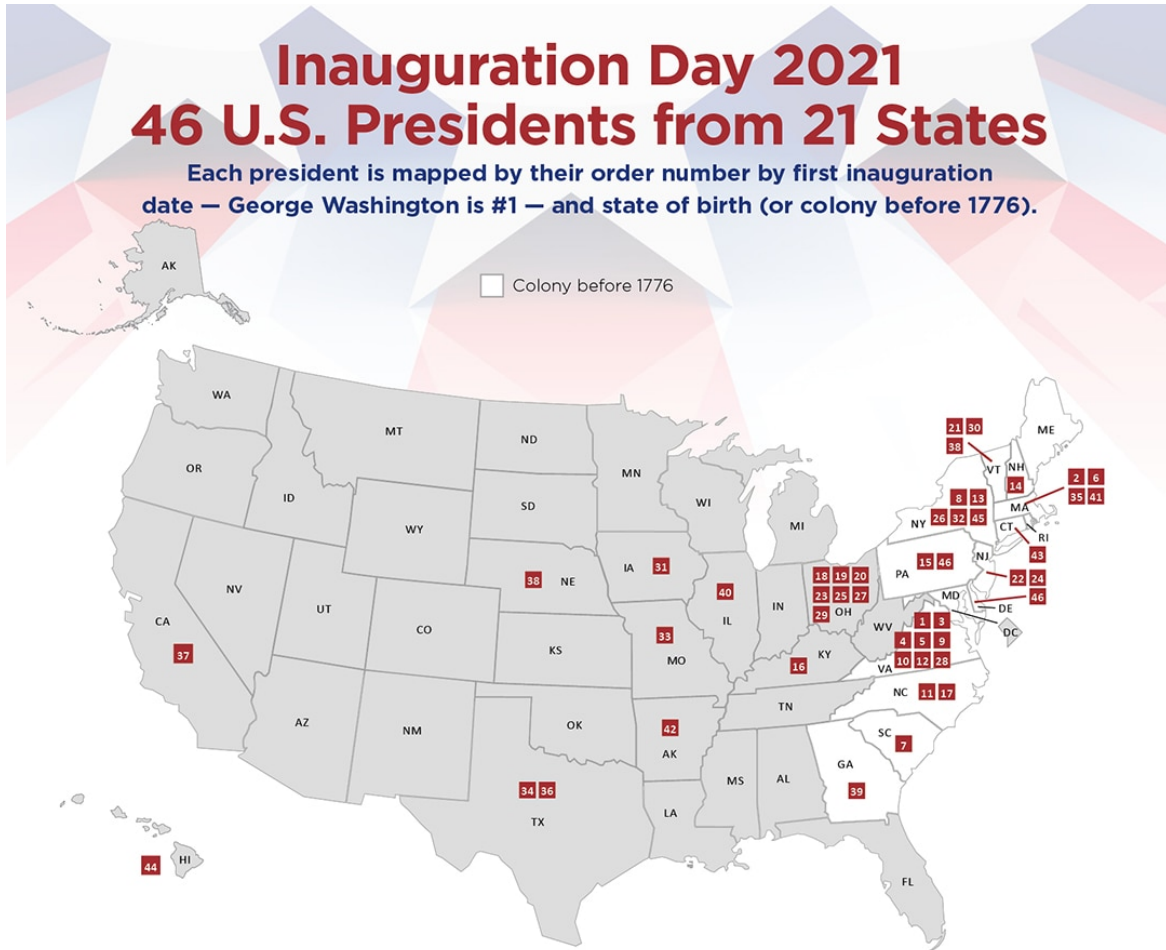 Inauguration Day 2021
46 U.S. Presidents from 21 States
Each president is mapped by their order number by first inauguration
date — George Washington is #1 — and state of birth (or colony before 1776).
AK
Colony before 1776
WA
MT
ND
MN
OR
ID
SD
WI
MI
WY
21 30
38
VT
NH
14
ME
2 6
35 41
MA
8 13
NY 26 32 45
CT
RI
43
IA 31
38 NE
NV
UT
CO
CA
37
40
IL
IN
18 19 20
23 25 27
29 OH
PA 15 46
NJ
22 24
46
MD
DE
DC
WV
1 3
4 5 9
VA 10 12 28
KS
33
MO
16 KY
NC 11 17
TN
AZ
NM
OK
42
AK
SC
7
MS
AL
GA
39
34 36
TX
LA
44 HI
FL